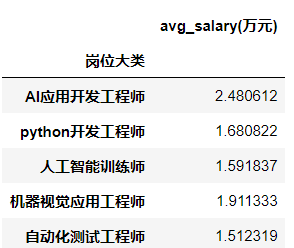 avg_salary(万元)
岗位大类
AI应用开发工程师 2.480612
python开发工程师 1.680822
人工智能训练师 1.591837
机器视觉应用工程师 1.911333
自动化测试工程师 1.512319